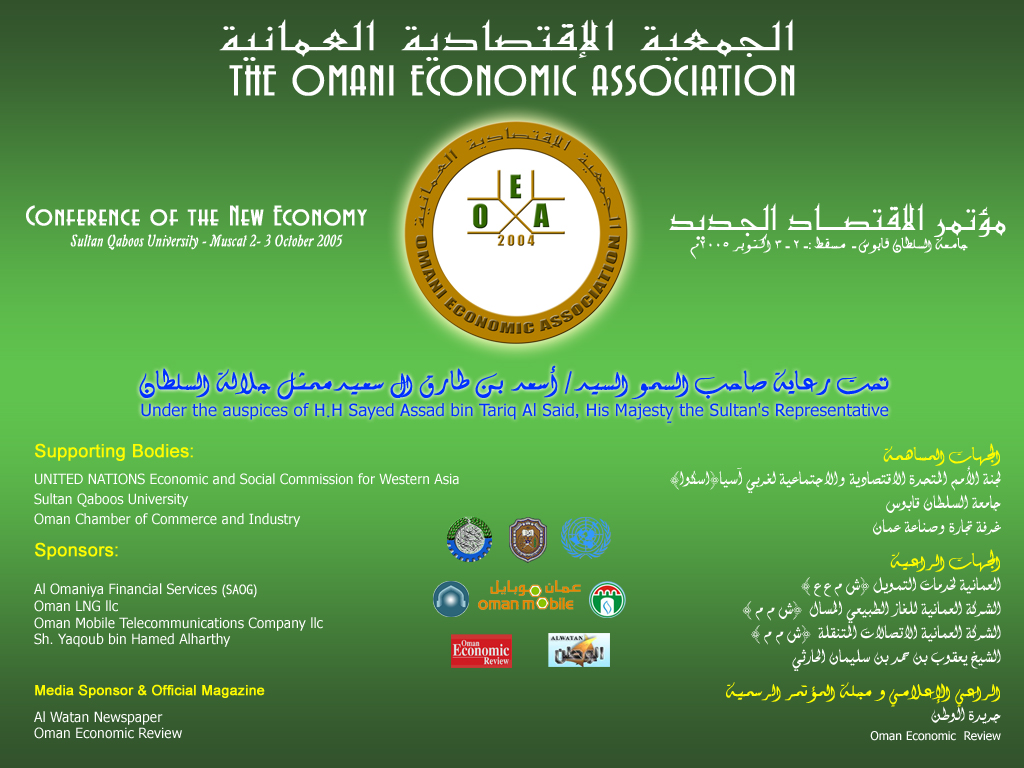 الجمعية الإقتصادية العمانية
THE OMANI ECONOMIC ASSOCIATION
الجمعية الإقتصادية العمانية
E
O A
2004
OMANI ECONOMIC ASSOCIATION
CONFERENCE OF THE NEW ECONOMY
Sultan Qaboos University - Muscat 2- 3 October 2005
مؤتمر الاقتصاد الجديد
جامعة السلطان قابوس - مسقط :- ٢ - ٣ اكتوبر ٢٠٠٥م
تحت رعاية صاحب السمو السيد/ أسعد بن طارق ال سعيد ممثل جلالة السلطان
Under the auspices of H.H Sayed Assad bin Tariq Al Said, His Majesty the Sultan's Representative
Supporting Bodies:
UNITED NATIONS Economic and Social Commission for Western Asia
Sultan Qaboos University
Oman Chamber of Commerce and Industry
Sponsors:
Al Omaniya Financial Services (SAOG)
Oman LNG llc
Oman Mobile Telecommunications Company llc
Sh. Yaqoub bin Hamed Alharthy
Media Sponsor & Official Magazine
Al Watan Newspaper
Oman Economic Review
عمان موبايل
oman mobile
Oman
Economic
Review
ALWATAN
الوطن
الجهات المساهمة
لجنة الأمم المتحدة الاقتصادية والاجتماعية لغربي آسيا(اسكوا)
جامعة السلطان قابوس
غرفة تجارة وصناعة عمان
الجهات الراعية
العمانية لخدمات التمويل (ش م ع ع )
الشركة العمانية للغاز الطبيعي المسال (ش م م )
الشركة العمانية الاتصالات المتنقلة (ش م م )
الشيخ يعقوب بن حمد بن سليمان الحارثي
الراعي الإعلامي و مجلة المؤتمر الرسمية
جريدة الوطن
Oman Economic Review